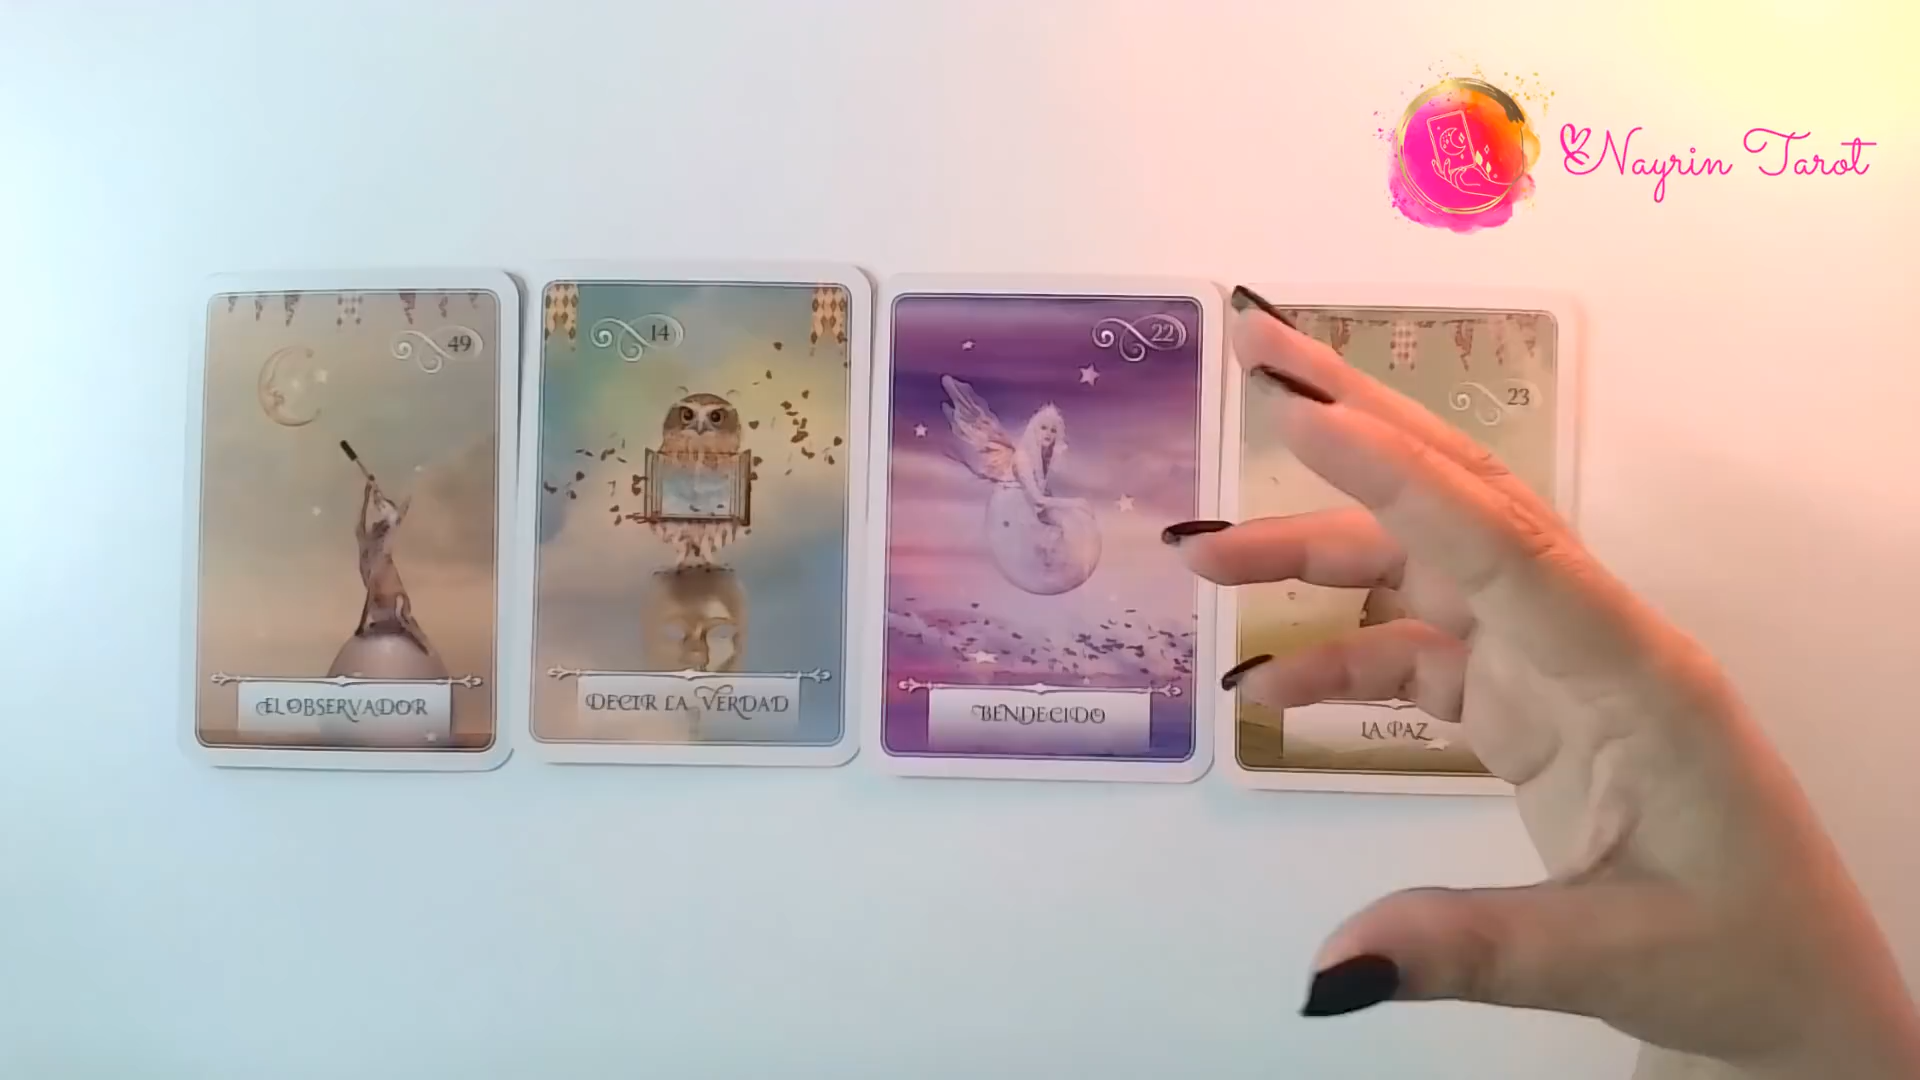 Nayrin Tarot
49
14
22
23
EL OBSERVADOR
DECIR LA VERDAD
BENDECIDO
LA PAZ